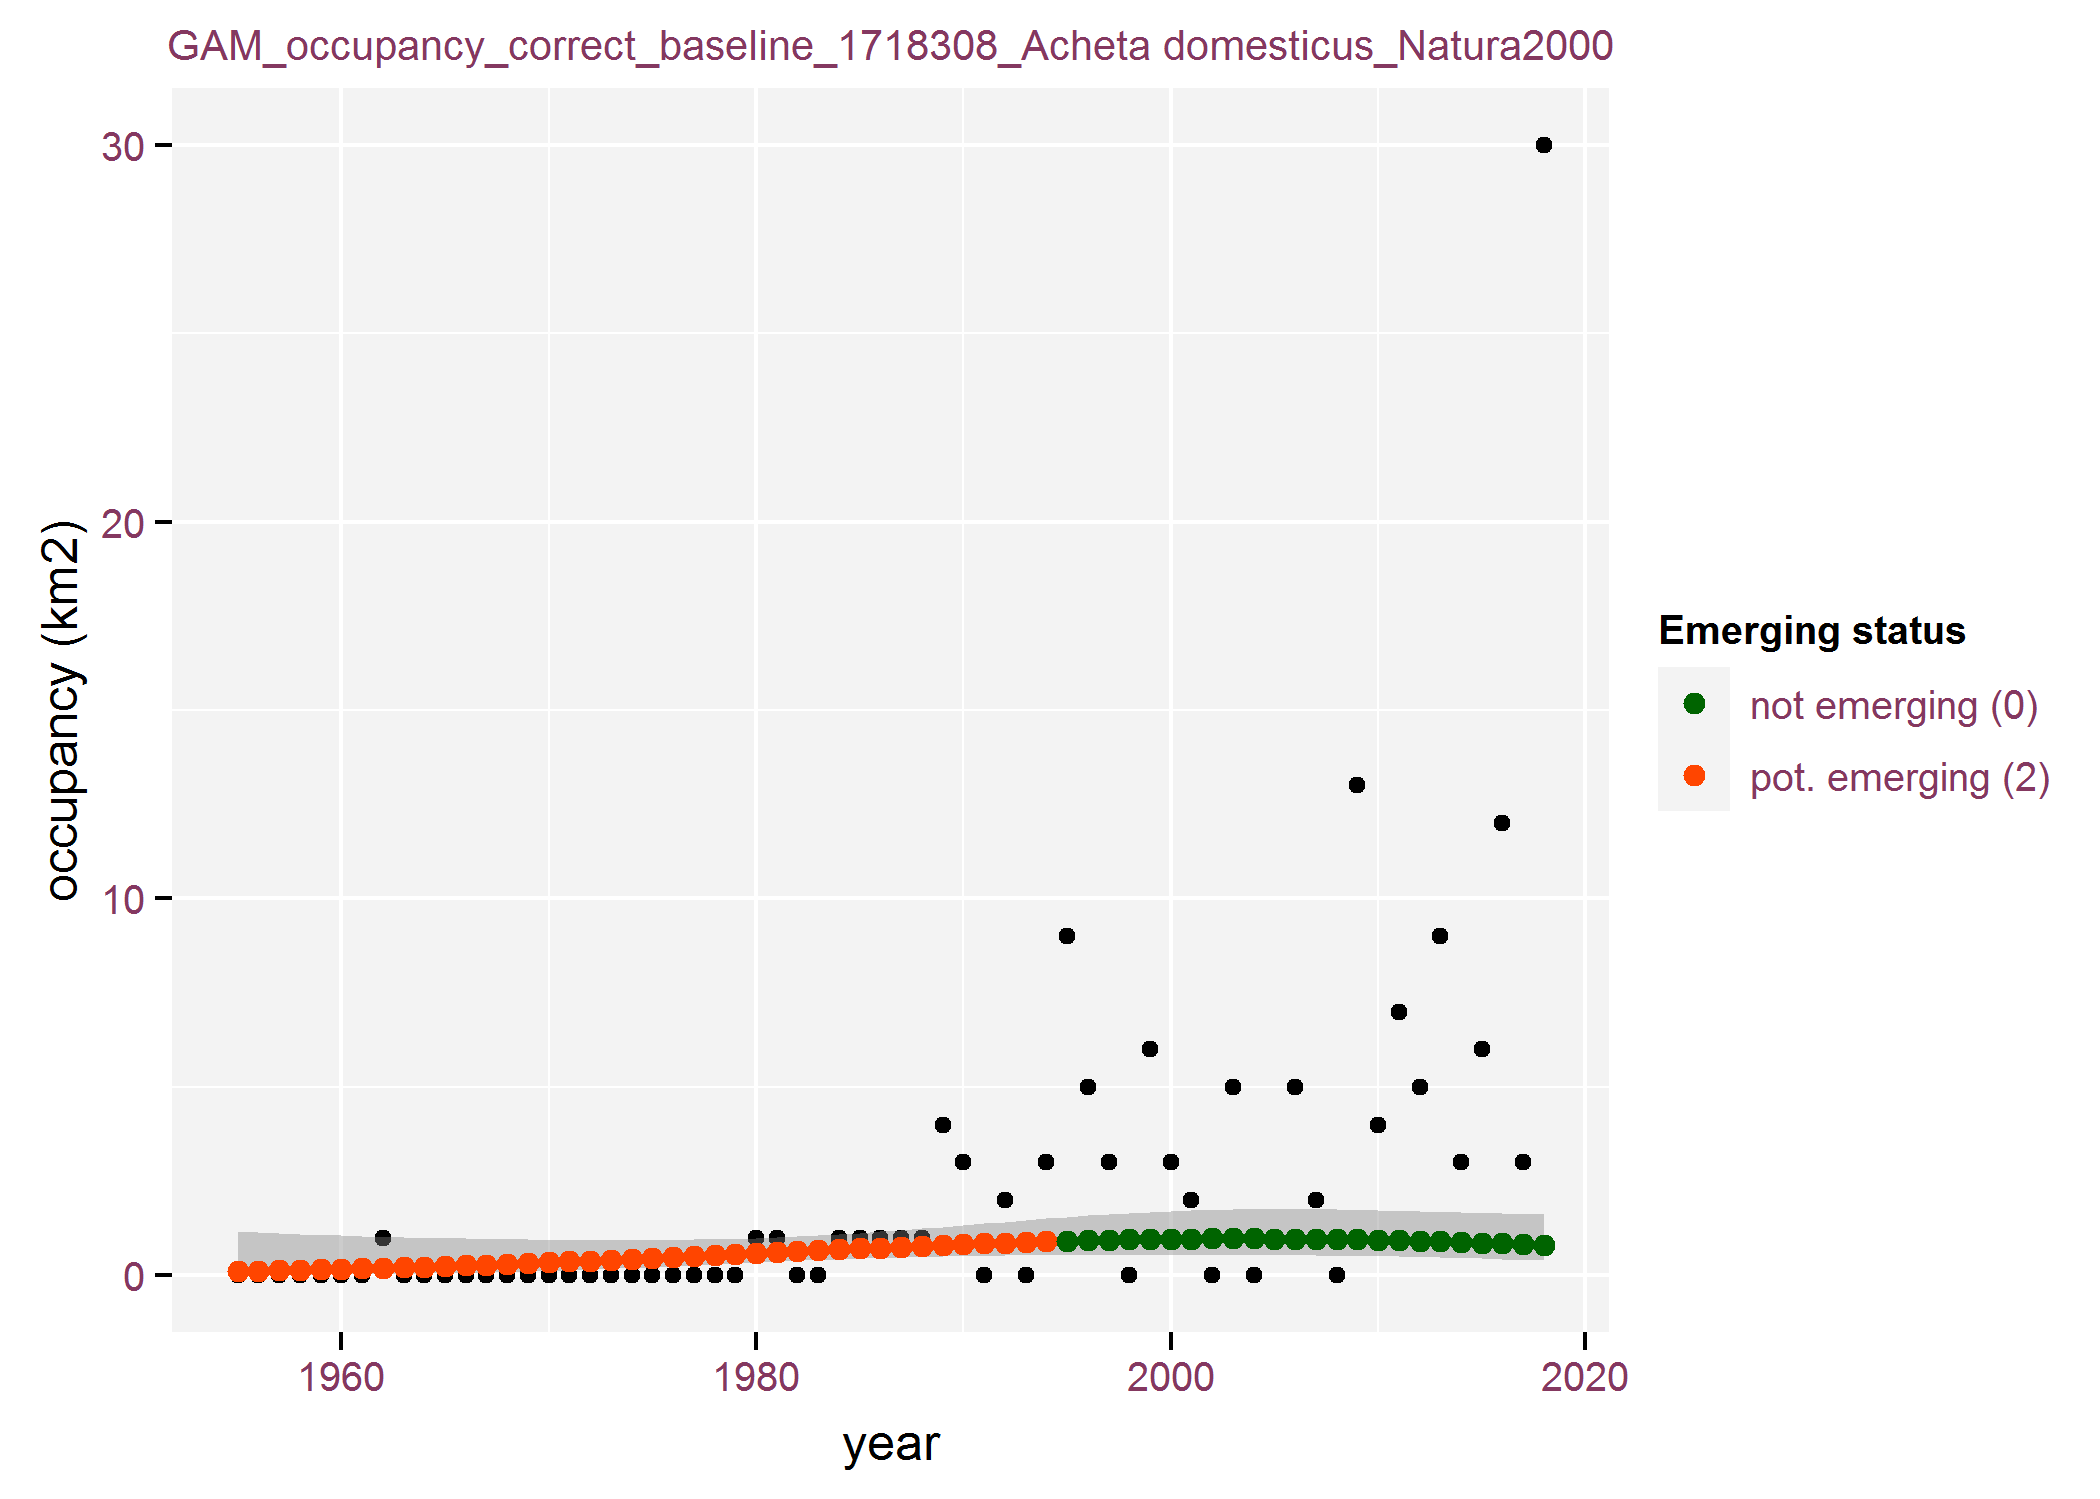 GAM_occupancy_correct_baseline_1718308_Acheta domesticus_Natura2000
30
20
10
0
occupancy (km2)
1960
1980
2000
2020
year
Emerging status
not emerging (0)
pot. emerging (2)